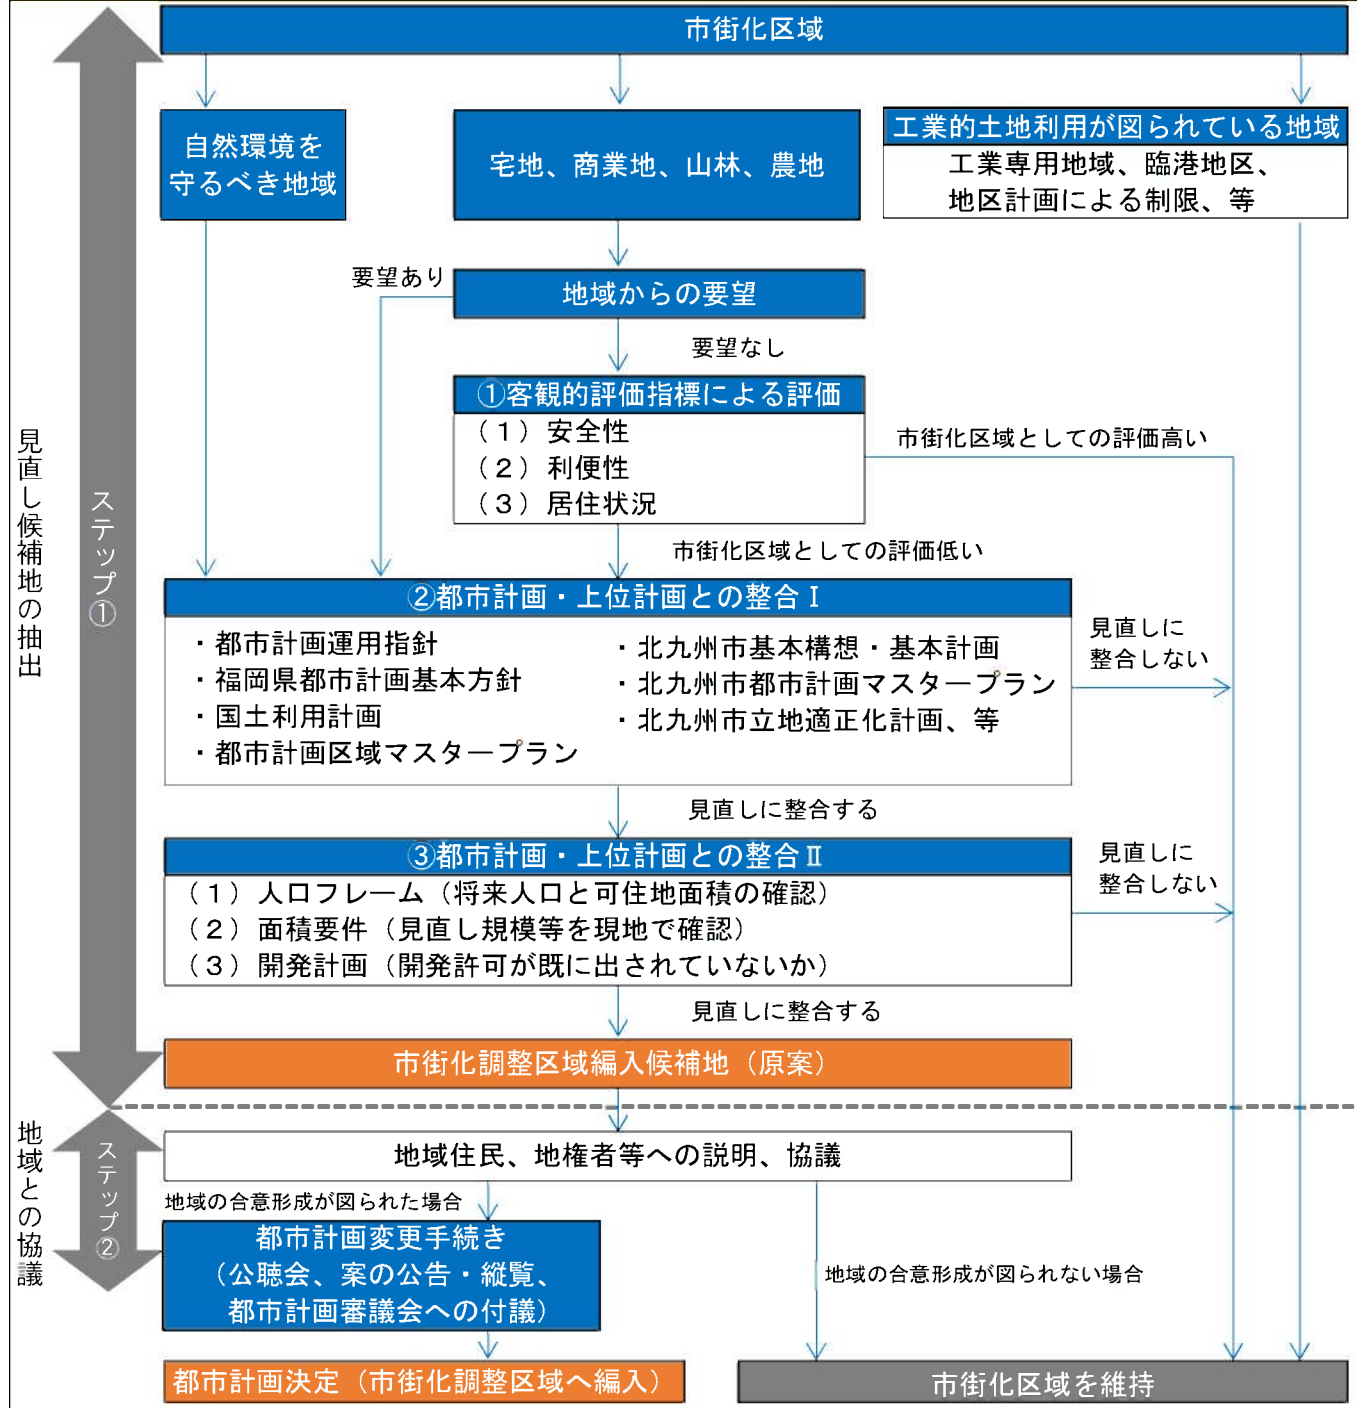 市街化区域
自然環境を
守るべき地域
宅地、商業地、山林、農地
工業的土地利用が図られている地域
工業専用地域、臨港地区、
地区計画による制限、等
要望あり
地域からの要望
要望なし
①客観的評価指標による評価
（１）安全性
（２）利便性
（３）居住状況
市街化区域としての評価高い
市街化区域としての評価低い
見直し候補地の抽出
ステップ①
②都市計画・上位計画との整合Ⅰ
・都市計画運用指針
・福岡県都市計画基本方針
・国土利用計画
・都市計画区域マスタープラン
・北九州市基本構想・基本計画
・北九州市都市計画マスタープラン
・北九州市立地適正化計画、等
見直しに
整合しない
見直しに整合する
③都市計画・上位計画との整合Ⅱ
（１）人口フレーム（将来人口と可住地面積の確認）
（２）面積要件（見直し規模等を現地で確認）
（３）開発計画（開発許可が既に出されていないか）
見直しに
整合しない
見直しに整合する
市街化調整区域編入候補地（原案）
地域との協議
ステップ②
地域住民、地権者等への説明、協議
地域の合意形成が図られた場合
都市計画変更手続き
（公聴会、案の公告・縦覧、
都市計画審議会への付議）
地域の合意形成が図られない場合
都市計画決定（市街化調整区域へ編入）
市街化区域を維持